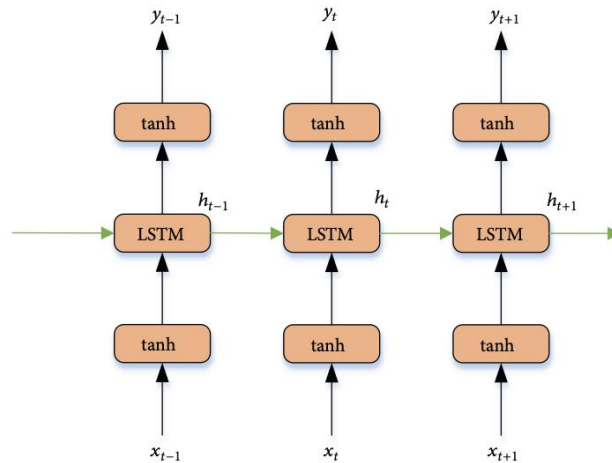 y_{t−1} y_t y_{t+1}
tanh tanh tanh
h_{t−1} h_t h_{t+1}
LSTM LSTM LSTM
tanh tanh tanh
x_{t−1} x_t x_{t+1}